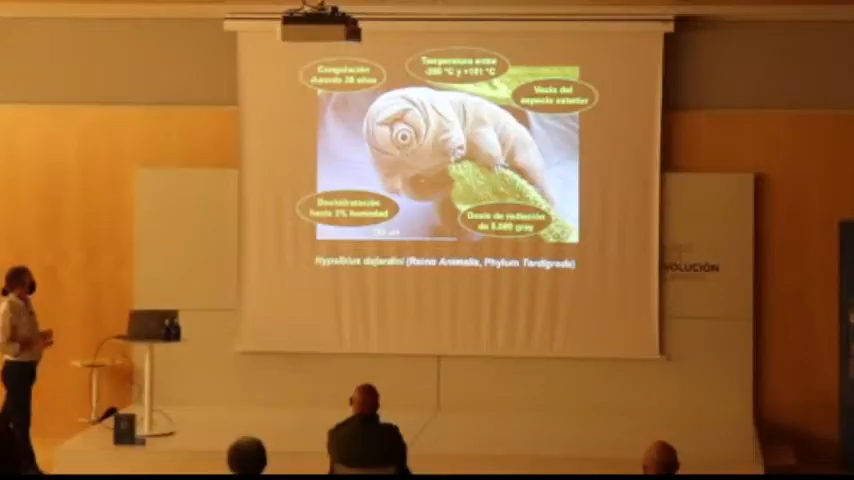 Congelación
durante 30 años
Temperatura entre
-200 °C y +151 °C
Vacío del
espacio exterior
Deshidratación
hasta 3% humedad
Dosis de radiación
de 5.000 gray
Hypsibius dujardini (Reino Animalia, Phylum Tardigrada)
VOLUCIÓN